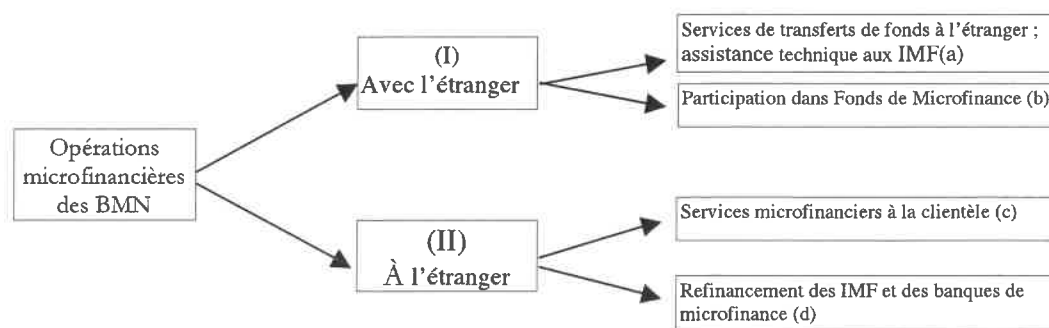 Opérations
microfinancières
des BMN
(I)
Avec l'étranger
Services de transferts de fonds à l'étranger ;
assistance technique aux IMF(a)
Participation dans Fonds de Microfinance (b)
(II)
À l'étranger
Services microfinanciers à la clientèle (c)
Refinancement des IMF et des banques de
microfinance (d)